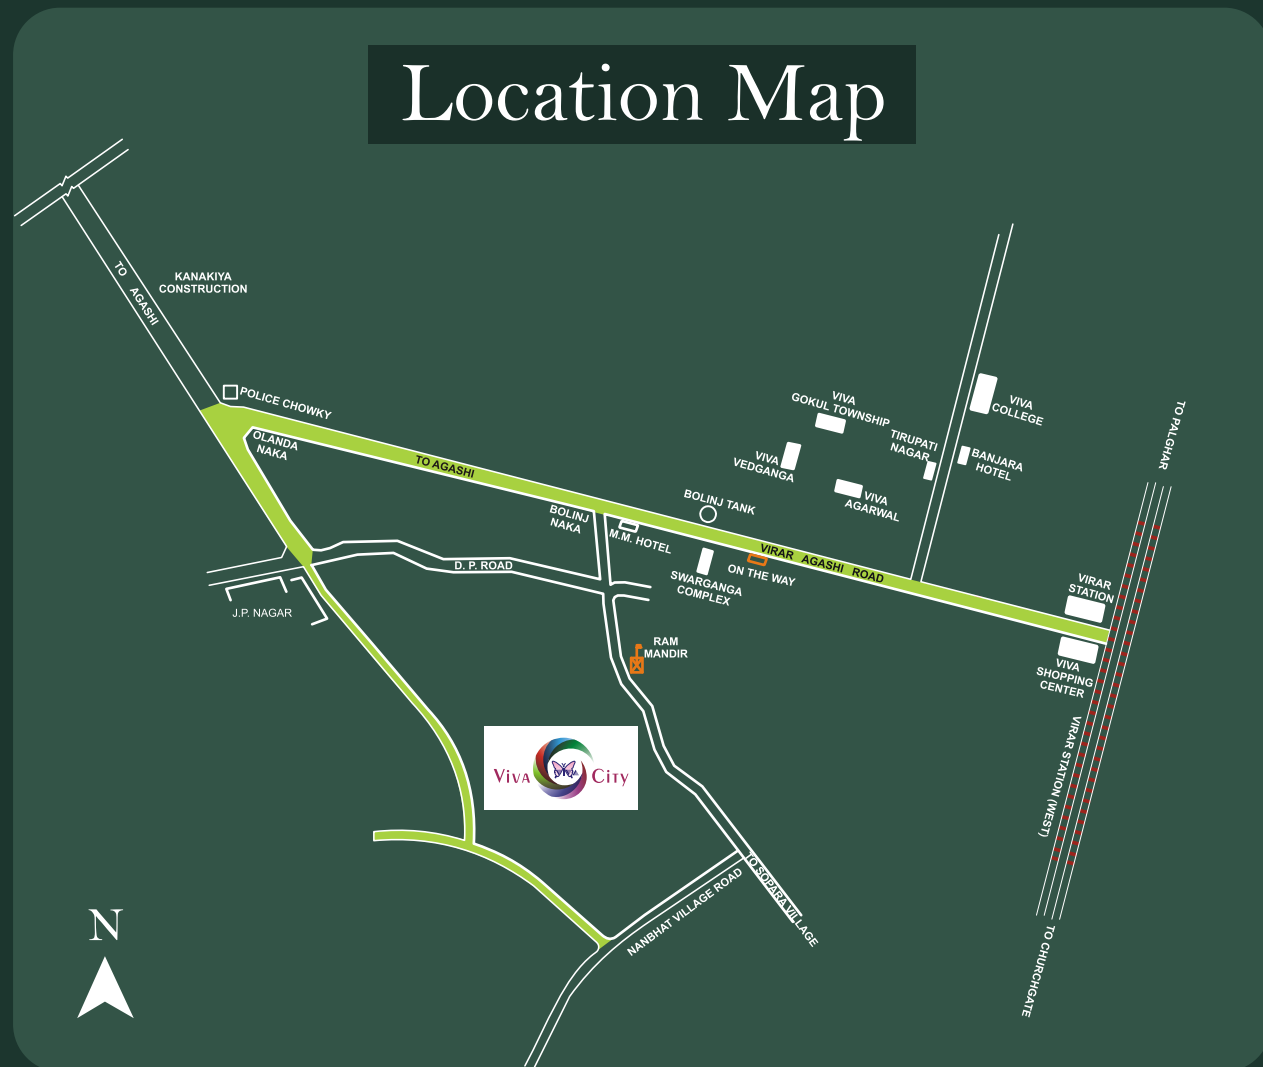 Location Map
TO AGASHI
KANAKIYA
CONSTRUCTION
POLICE CHOWKY
OLANDA
NAKA
TO AGASHI
VIVA
GOKUL TOWNSHIP
VIVA
COLLEGE
TO PALGHAR
TIRUPATI
NAGAR
BANJARA
HOTEL
VIVA
VEDGANGA
VIVA
AGARWAL
BOLINJ TANK
BOLINJ
NAKA
M.M. HOTEL
VIRAR AGASHI ROAD
D. P. ROAD
SWARGANGA
COMPLEX
ON THE WAY
VIRAR
STATION
J.P. NAGAR
RAM
MANDIR
VIVA
SHOPPING
CENTER
VIRAR STATION (WEST)
VIVA CITY
TO SOPARA VILLAGE
NANBHAT VILLAGE ROAD
TO CHURCHGATE
N